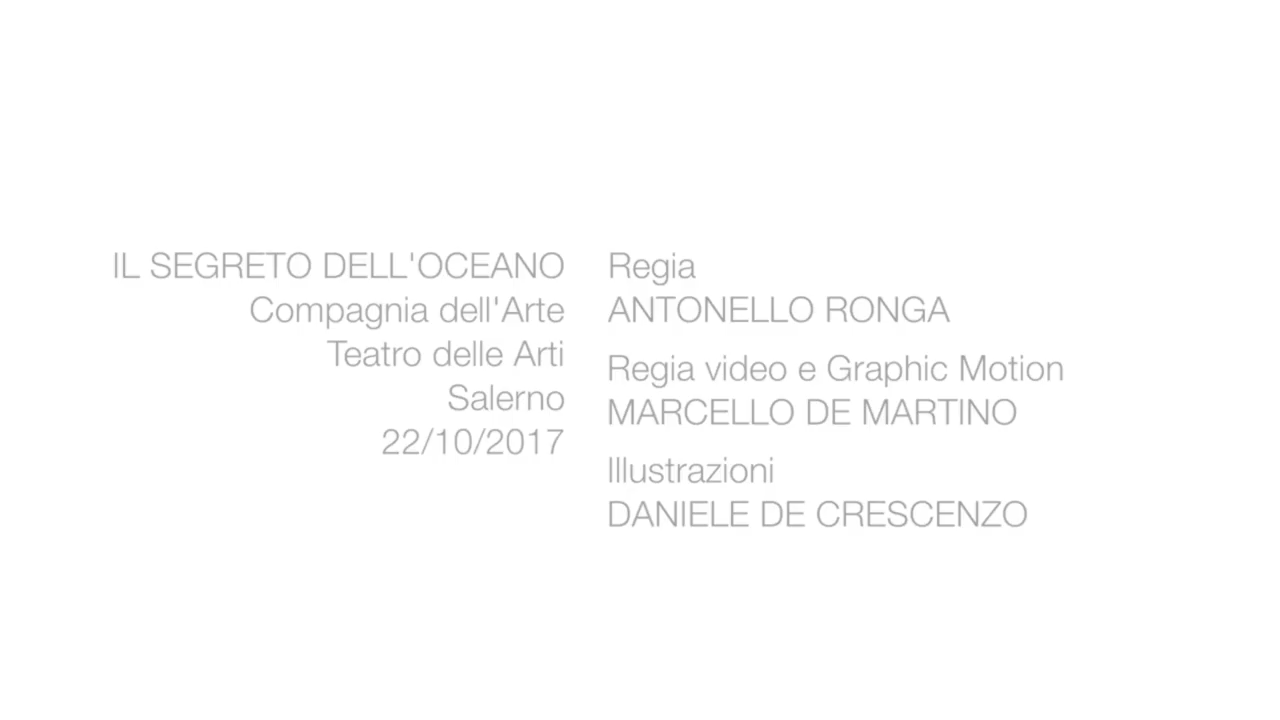 IL SEGRETO DELL'OCEANO
Compagnia dell'Arte
Teatro delle Arti
Salerno
22/10/2017
Regia
ANTONELLO RONGA
Regia video e Graphic Motion
MARCELLO DE MARTINO
Illustrazioni
DANIELE DE CRESCENZO